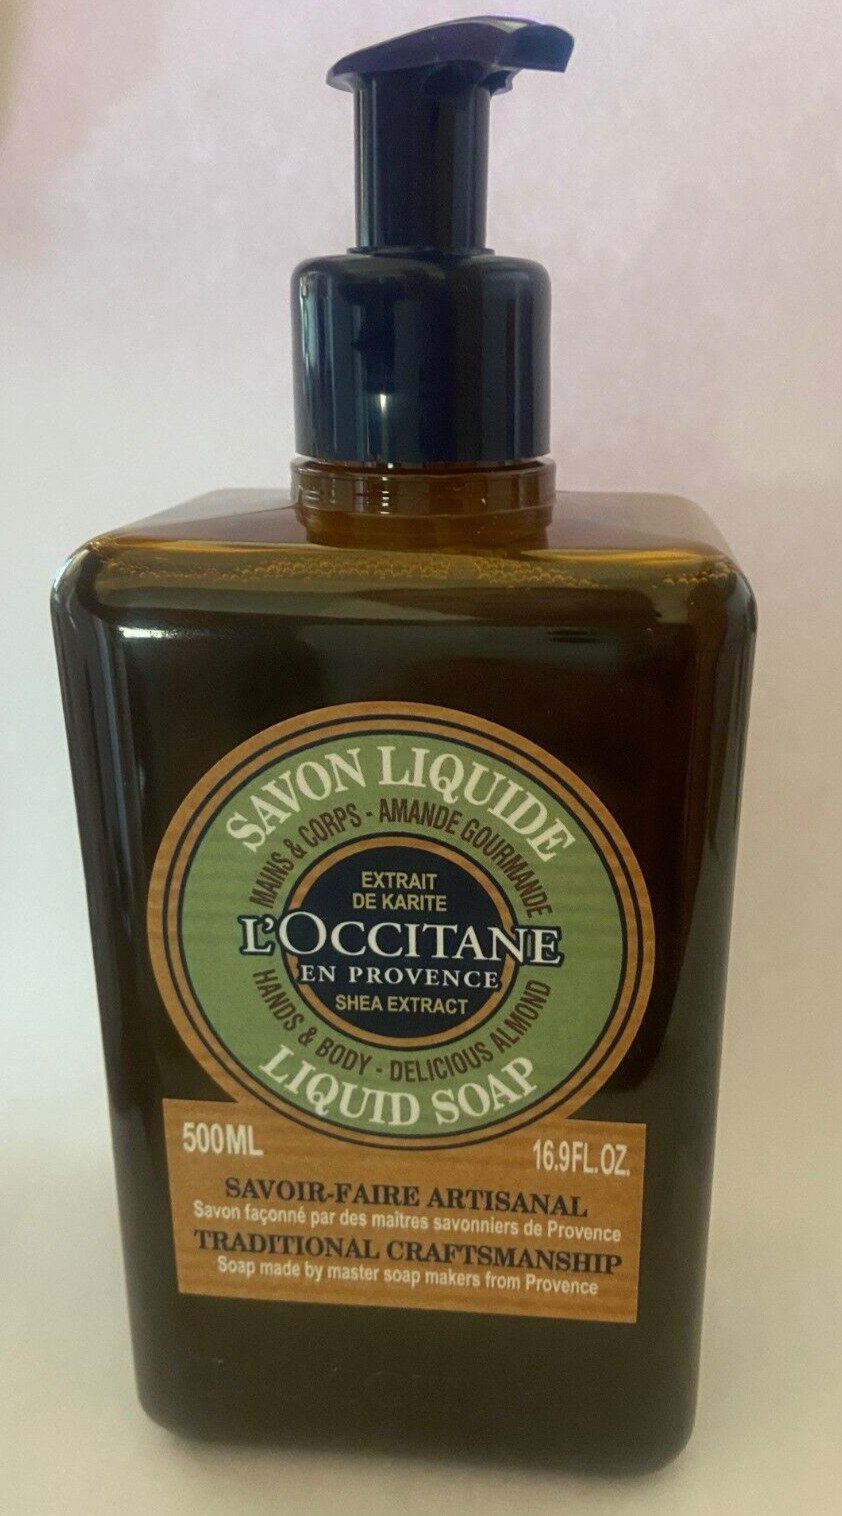 SAVON LIQUIDE
MAINS & CORPS - AMANDE GOURMANDE
EXTRAIT
DE KARITE
L'OCCITANE
EN PROVENCE
SHEA EXTRACT
HANDS & BODY - DELICIOUS ALMOND
LIQUID SOAP
500ML
16.9FL.OZ.
SAVOIR-FAIRE ARTISANAL
Savon façonné par des maîtres savonniers de Provence
TRADITIONAL CRAFTSMANSHIP
Soap made by master soap makers from Provence